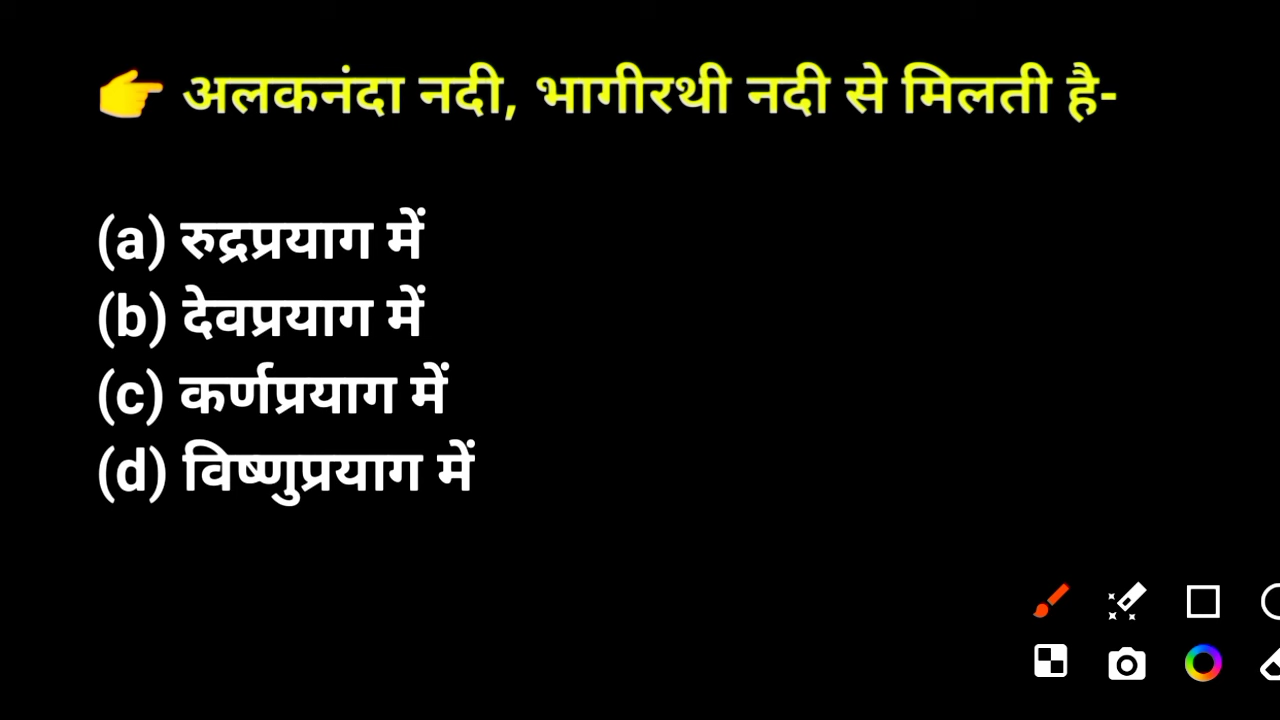 👉 अलकनंदा नदी, भागीरथी नदी से मिलती है-
(a) रुद्रप्रयाग में
(b) देवप्रयाग में
(c) कर्णप्रयाग में
(d) विष्णुप्रयाग में